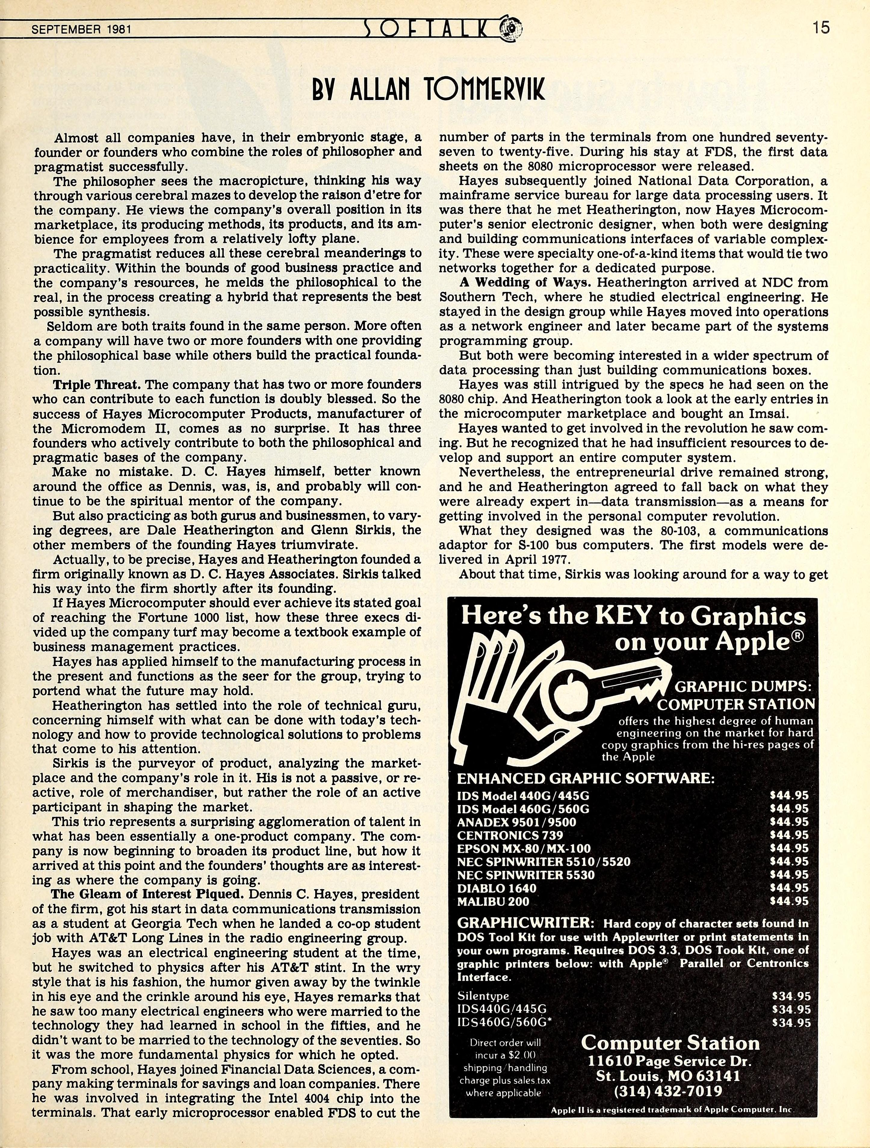 SEPTEMBER 1981
SOFTALK
15
BY ALLAN TOMMERVIK
Almost all companies have, in their embryonic stage, a
founder or founders who combine the roles of philosopher and
pragmatist successfully.
The philosopher sees the macropicture, thinking his way
through various cerebral mazes to develop the raison d'etre for
the company. He views the company's overall position in its
marketplace, its producing methods, its products, and its am-
bience for employees from a relatively lofty plane.
The pragmatist reduces all these cerebral meanderings to
practicality. Within the bounds of good business practice and
the company's resources, he melds the philosophical to the
real, in the process creating a hybrid that represents the best
possible synthesis.
Seldom are both traits found in the same person. More often
a company will have two or more founders with one providing
the philosophical base while others build the practical founda-
tion.
Triple Threat. The company that has two or more founders
who can contribute to each function is doubly blessed. So the
success of Hayes Microcomputer Products, manufacturer of
the Micromodem II, comes as no surprise. It has three
founders who actively contribute to both the philosophical and
pragmatic bases of the company.
Make no mistake. D. C. Hayes himself, better known
around the office as Dennis, was, is, and probably will con-
tinue to be the spiritual mentor of the company.
But also practicing as both gurus and businessmen, to vary-
ing degrees, are Dale Heatherington and Glenn Sirkis, the
other members of the founding Hayes triumvirate.
Actually, to be precise, Hayes and Heatherington founded a
firm originally known as D. C. Hayes Associates. Sirkis talked
his way into the firm shortly after its founding.
If Hayes Microcomputer should ever achieve its stated goal
of reaching the Fortune 1000 list, how these three execs di-
vided up the company turf may become a textbook example of
business management practices.
Hayes has applied himself to the manufacturing process in
the present and functions as the seer for the group, trying to
portend what the future may hold.
Heatherington has settled into the role of technical guru,
concerning himself with what can be done with today's tech-
nology and how to provide technological solutions to problems
that come to his attention.
Sirkis is the purveyor of product, analyzing the market-
place and the company's role in it. His is not a passive, or re-
active, role of merchandiser, but rather the role of an active
participant in shaping the market.
This trio represents a surprising agglomeration of talent in
what has been essentially a one-product company. The com-
pany is now beginning to broaden its product line, but how it
arrived at this point and the founders' thoughts are as interest-
ing as where the company is going.
The Gleam of Interest Piqued. Dennis C. Hayes, president
of the firm, got his start in data communications transmission
as a student at Georgia Tech when he landed a co-op student
job with AT&T Long Lines in the radio engineering group.
Hayes was an electrical engineering student at the time,
but he switched to physics after his AT&T stint. In the wry
style that is his fashion, the humor given away by the twinkle
in his eye and the crinkle around his eye, Hayes remarks that
he saw too many electrical engineers who were married to the
technology they had learned in school in the fifties, and he
didn't want to be married to the technology of the seventies. So
it was the more fundamental physics for which he opted.
From school, Hayes joined Financial Data Sciences, a com-
pany making terminals for savings and loan companies. There
he was involved in integrating the Intel 4004 chip into the
terminals. That early microprocessor enabled FDS to cut the
number of parts in the terminals from one hundred seventy-
seven to twenty-five. During his stay at FDS, the first data
sheets on the 8080 microprocessor were released.
Hayes subsequently joined National Data Corporation, a
mainframe service bureau for large data processing users. It
was there that he met Heatherington, now Hayes Microcom-
puter's senior electronic designer, when both were designing
and building communications interfaces of variable complex-
ity. These were specialty one-of-a-kind items that would tie two
networks together for a dedicated purpose.
A Wedding of Ways. Heatherington arrived at NDC from
Southern Tech, where he studied electrical engineering. He
stayed in the design group while Hayes moved into operations
as a network engineer and later became part of the systems
programming group.
But both were becoming interested in a wider spectrum of
data processing than just building communications boxes.
Hayes was still intrigued by the specs he had seen on the
8080 chip. And Heatherington took a look at the early entries in
the microcomputer marketplace and bought an Imsai.
Hayes wanted to get involved in the revolution he saw com-
ing. But he recognized that he had insufficient resources to de-
velop and support an entire computer system.
Nevertheless, the entrepreneurial drive remained strong,
and he and Heatherington agreed to fall back on what they
were already expert in—data transmission—as a means for
getting involved in the personal computer revolution.
What they designed was the 80-103, a communications
adaptor for S-100 bus computers. The first models were de-
livered in April 1977.
About that time, Sirkis was looking around for a way to get
Here's the KEY to Graphics
on your Apple®
GRAPHIC DUMPS:
COMPUTER STATION
offers the highest degree of human
engineering on the market for hard
copy graphics from the hi-res pages of
the Apple
ENHANCED GRAPHIC SOFTWARE:
IDS Model 440G/445G $44.95
IDS Model 460G/560G $44.95
ANADEX 9501/9500 $44.95
CENTRONICS 739 $44.95
EPSON MX-80/MX-100 $44.95
NEC SPINWRITER 5510/5520 $44.95
NEC SPINWRITER 5530 $44.95
DIABLO 1640 $44.95
MALIBU 200 $44.95
GRAPHICWRITER: Hard copy of character sets found in
DOS Tool Kit for use with Applewriter or print statements in
your own programs. Requires DOS 3.3, DOS Took Kit, one of
graphic printers below: with Apple® Parallel or Centronics
Interface.
Silentype $34.95
IDS440G/445G $34.95
IDS460G/560G* $34.95
Direct order will
incur a $2.00
shipping/handling
charge plus sales tax
where applicable
Computer Station
11610 Page Service Dr.
St. Louis, MO 63141
(314) 432-7019
Apple II is a registered trademark of Apple Computer, Inc